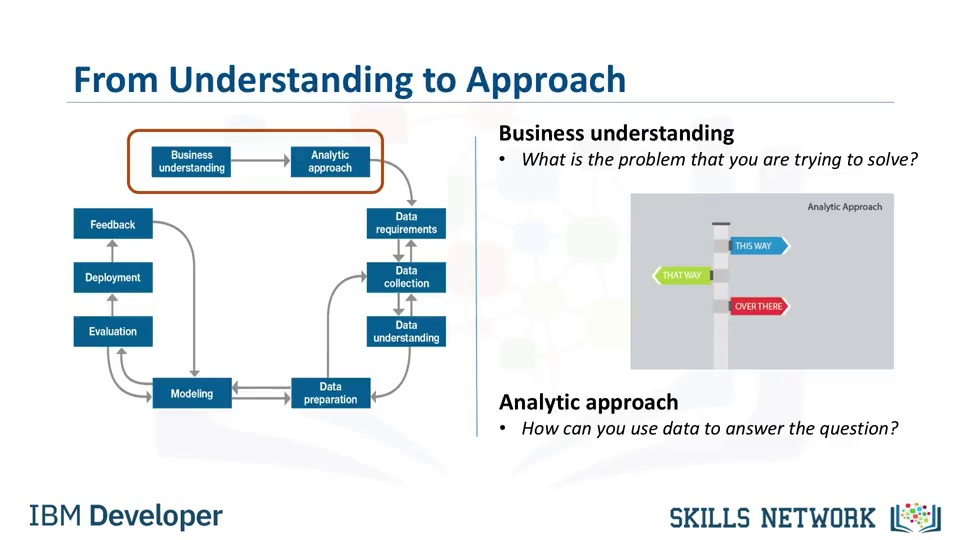 From Understanding to Approach
Business
understanding
Analytic
approach
Feedback
Data
requirements
Deployment
Data
collection
Evaluation
Data
understanding
Modeling
Data
preparation
Business understanding
• What is the problem that you are trying to solve?
Analytic Approach
THIS WAY
THAT WAY
OVER THERE
Analytic approach
• How can you use data to answer the question?
IBM Developer
SKILLS NETWORK